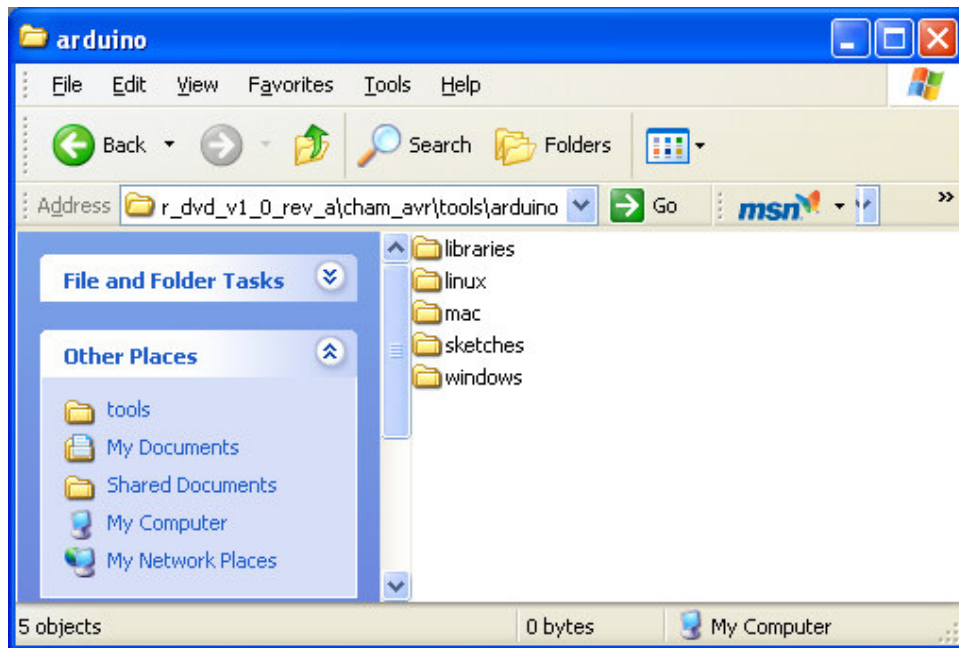 arduino
File Edit View Favorites Tools Help
Back Search Folders
Address r_dvd_v1_0_rev_a\cham_avr\tools\arduino Go msn »
File and Folder Tasks
libraries
linux
mac
sketches
windows
Other Places
tools
My Documents
Shared Documents
My Computer
My Network Places
5 objects 0 bytes My Computer